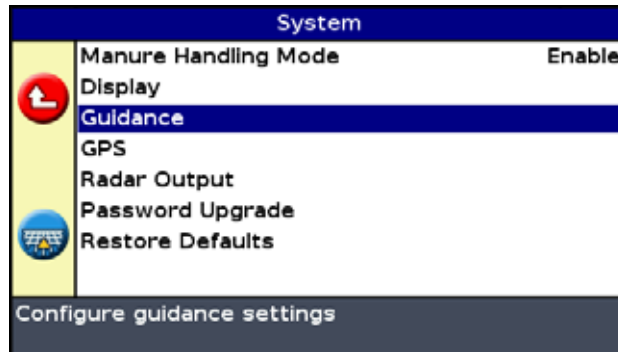 System
Manure Handling Mode Enable
Display
Guidance
GPS
Radar Output
Password Upgrade
Restore Defaults
Configure guidance settings